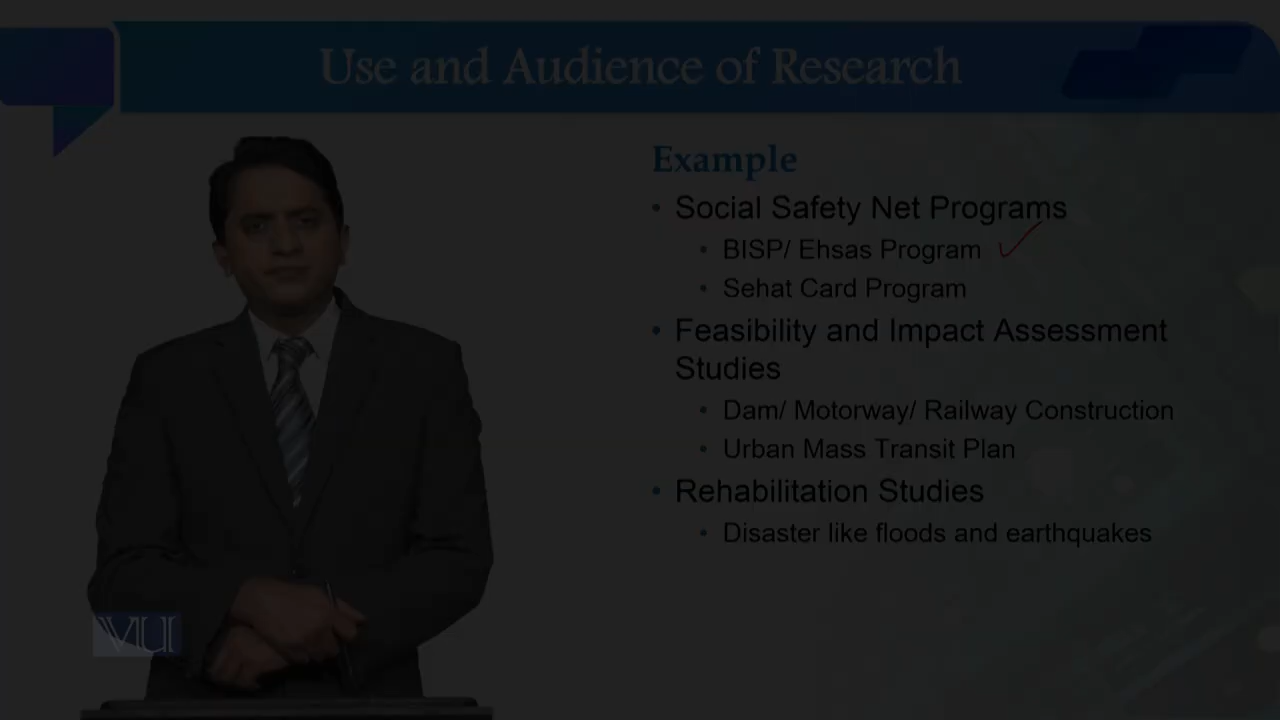 Use and Audience of Research
Example
• Social Safety Net Programs
• BISP/ Ehsas Program
• Sehat Card Program
• Feasibility and Impact Assessment
Studies
• Dam/ Motorway/ Railway Construction
• Urban Mass Transit Plan
• Rehabilitation Studies
• Disaster like floods and earthquakes
VU